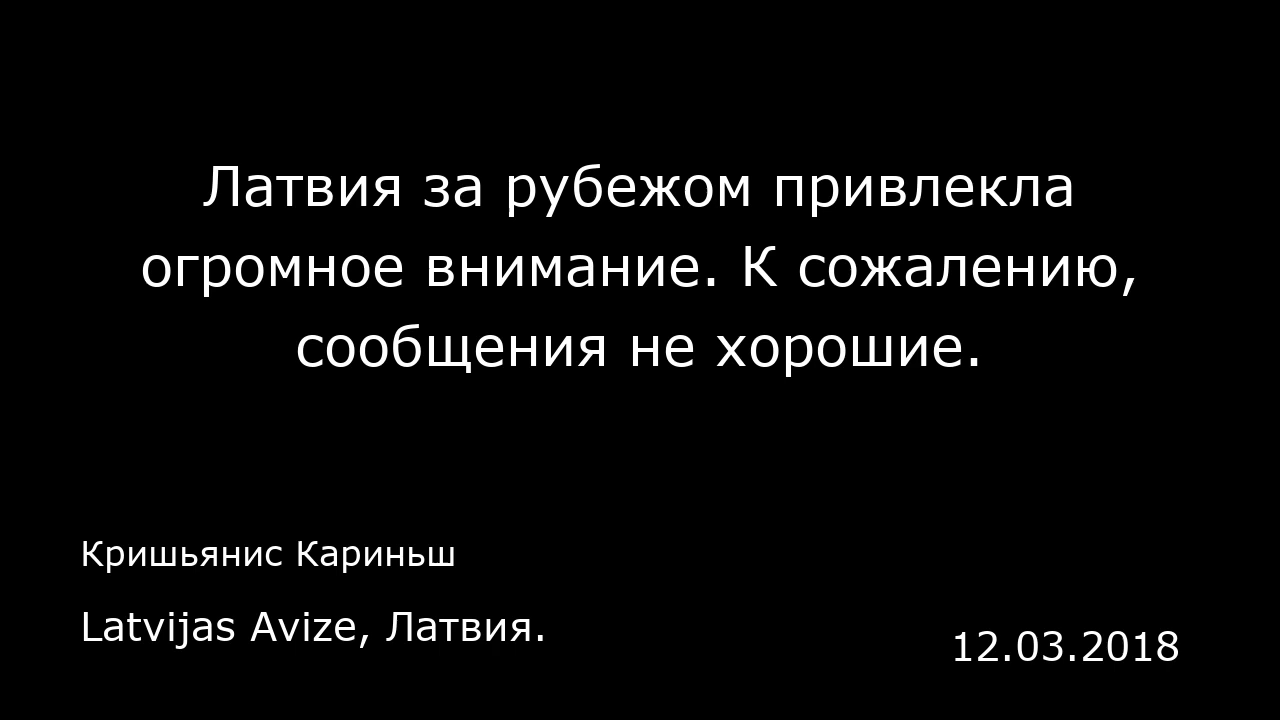 Латвия за рубежом привлекла
огромное внимание. К сожалению,
сообщения не хорошие.
Кришьянис Кариньш
Latvijas Avize, Латвия.
12.03.2018